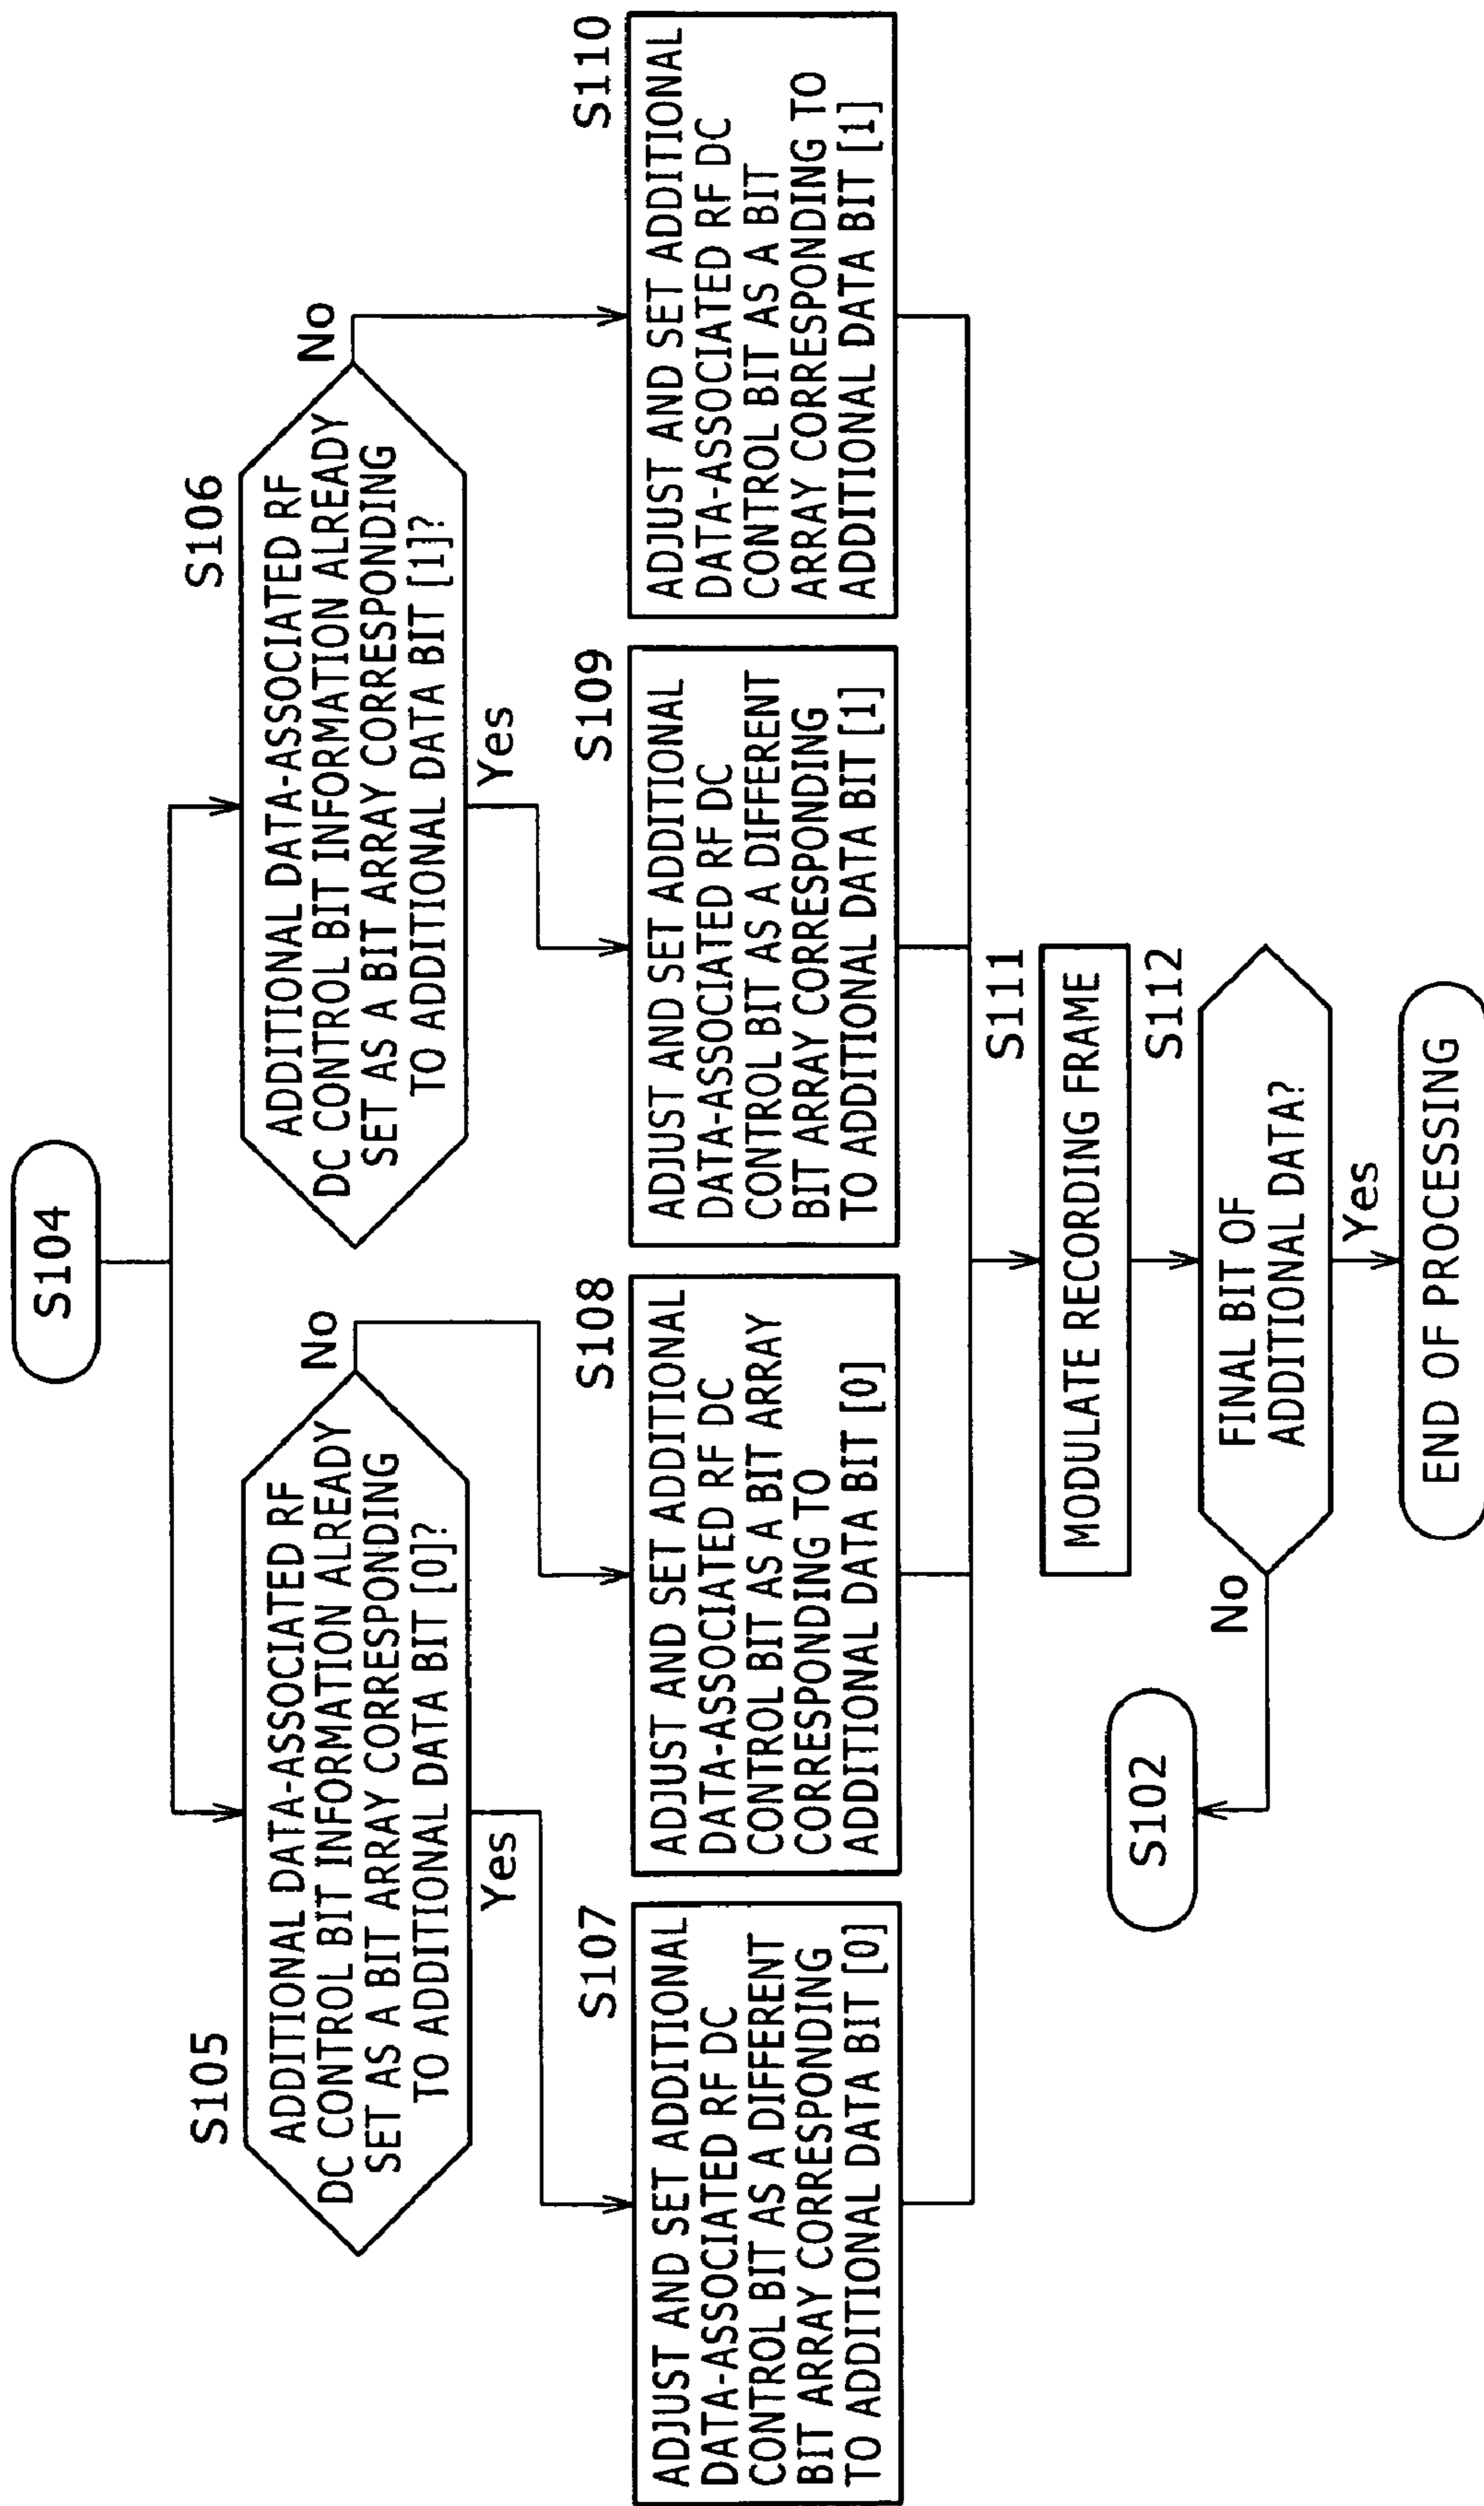 S104
S105
ADDITIONAL DATA-ASSOCIATED RF
DC CONTROL BIT INFORMATION ALREADY
SET AS A BIT ARRAY CORRESPONDING
TO ADDITIONAL DATA BIT [0]?
No
Yes
S106
ADDITIONAL DATA-ASSOCIATED RF
DC CONTROL BIT INFORMATION ALREADY
SET AS A BIT ARRAY CORRESPONDING
TO ADDITIONAL DATA BIT [1]?
No
Yes
S107
ADJUST AND SET ADDITIONAL
DATA-ASSOCIATED RF DC
CONTROL BIT AS A DIFFERENT
BIT ARRAY CORRESPONDING
TO ADDITIONAL DATA BIT [0]
S108
ADJUST AND SET ADDITIONAL
DATA-ASSOCIATED RF DC
CONTROL BIT AS A BIT ARRAY
CORRESPONDING TO
ADDITIONAL DATA BIT [0]
S109
ADJUST AND SET ADDITIONAL
DATA-ASSOCIATED RF DC
CONTROL BIT AS A DIFFERENT
BIT ARRAY CORRESPONDING
TO ADDITIONAL DATA BIT [1]
S110
ADJUST AND SET ADDITIONAL
DATA-ASSOCIATED RF DC
CONTROL BIT AS A BIT
ARRAY CORRESPONDING TO
ADDITIONAL DATA BIT [1]
S111
MODULATE RECORDING FRAME
S112
FINAL BIT OF
ADDITIONAL DATA?
No
S102
Yes
END OF PROCESSING